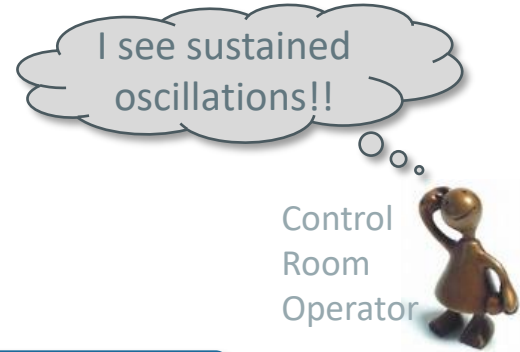 I see sustained
oscillations!!
Control
Room
Operator